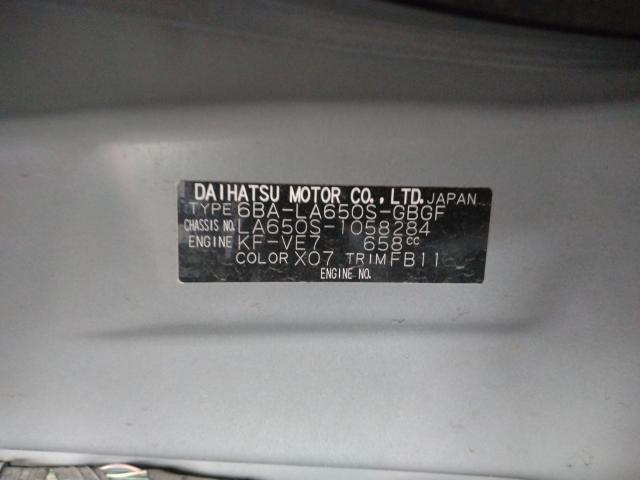 DAIHATSU MOTOR CO., LTD. JAPAN
TYPE 6BA-LA650S-GBGF
CHASSIS NO. LA650S-1058284
ENGINE KF-VE7 658cc
COLOR X07 TRIM FB11
ENGINE NO.